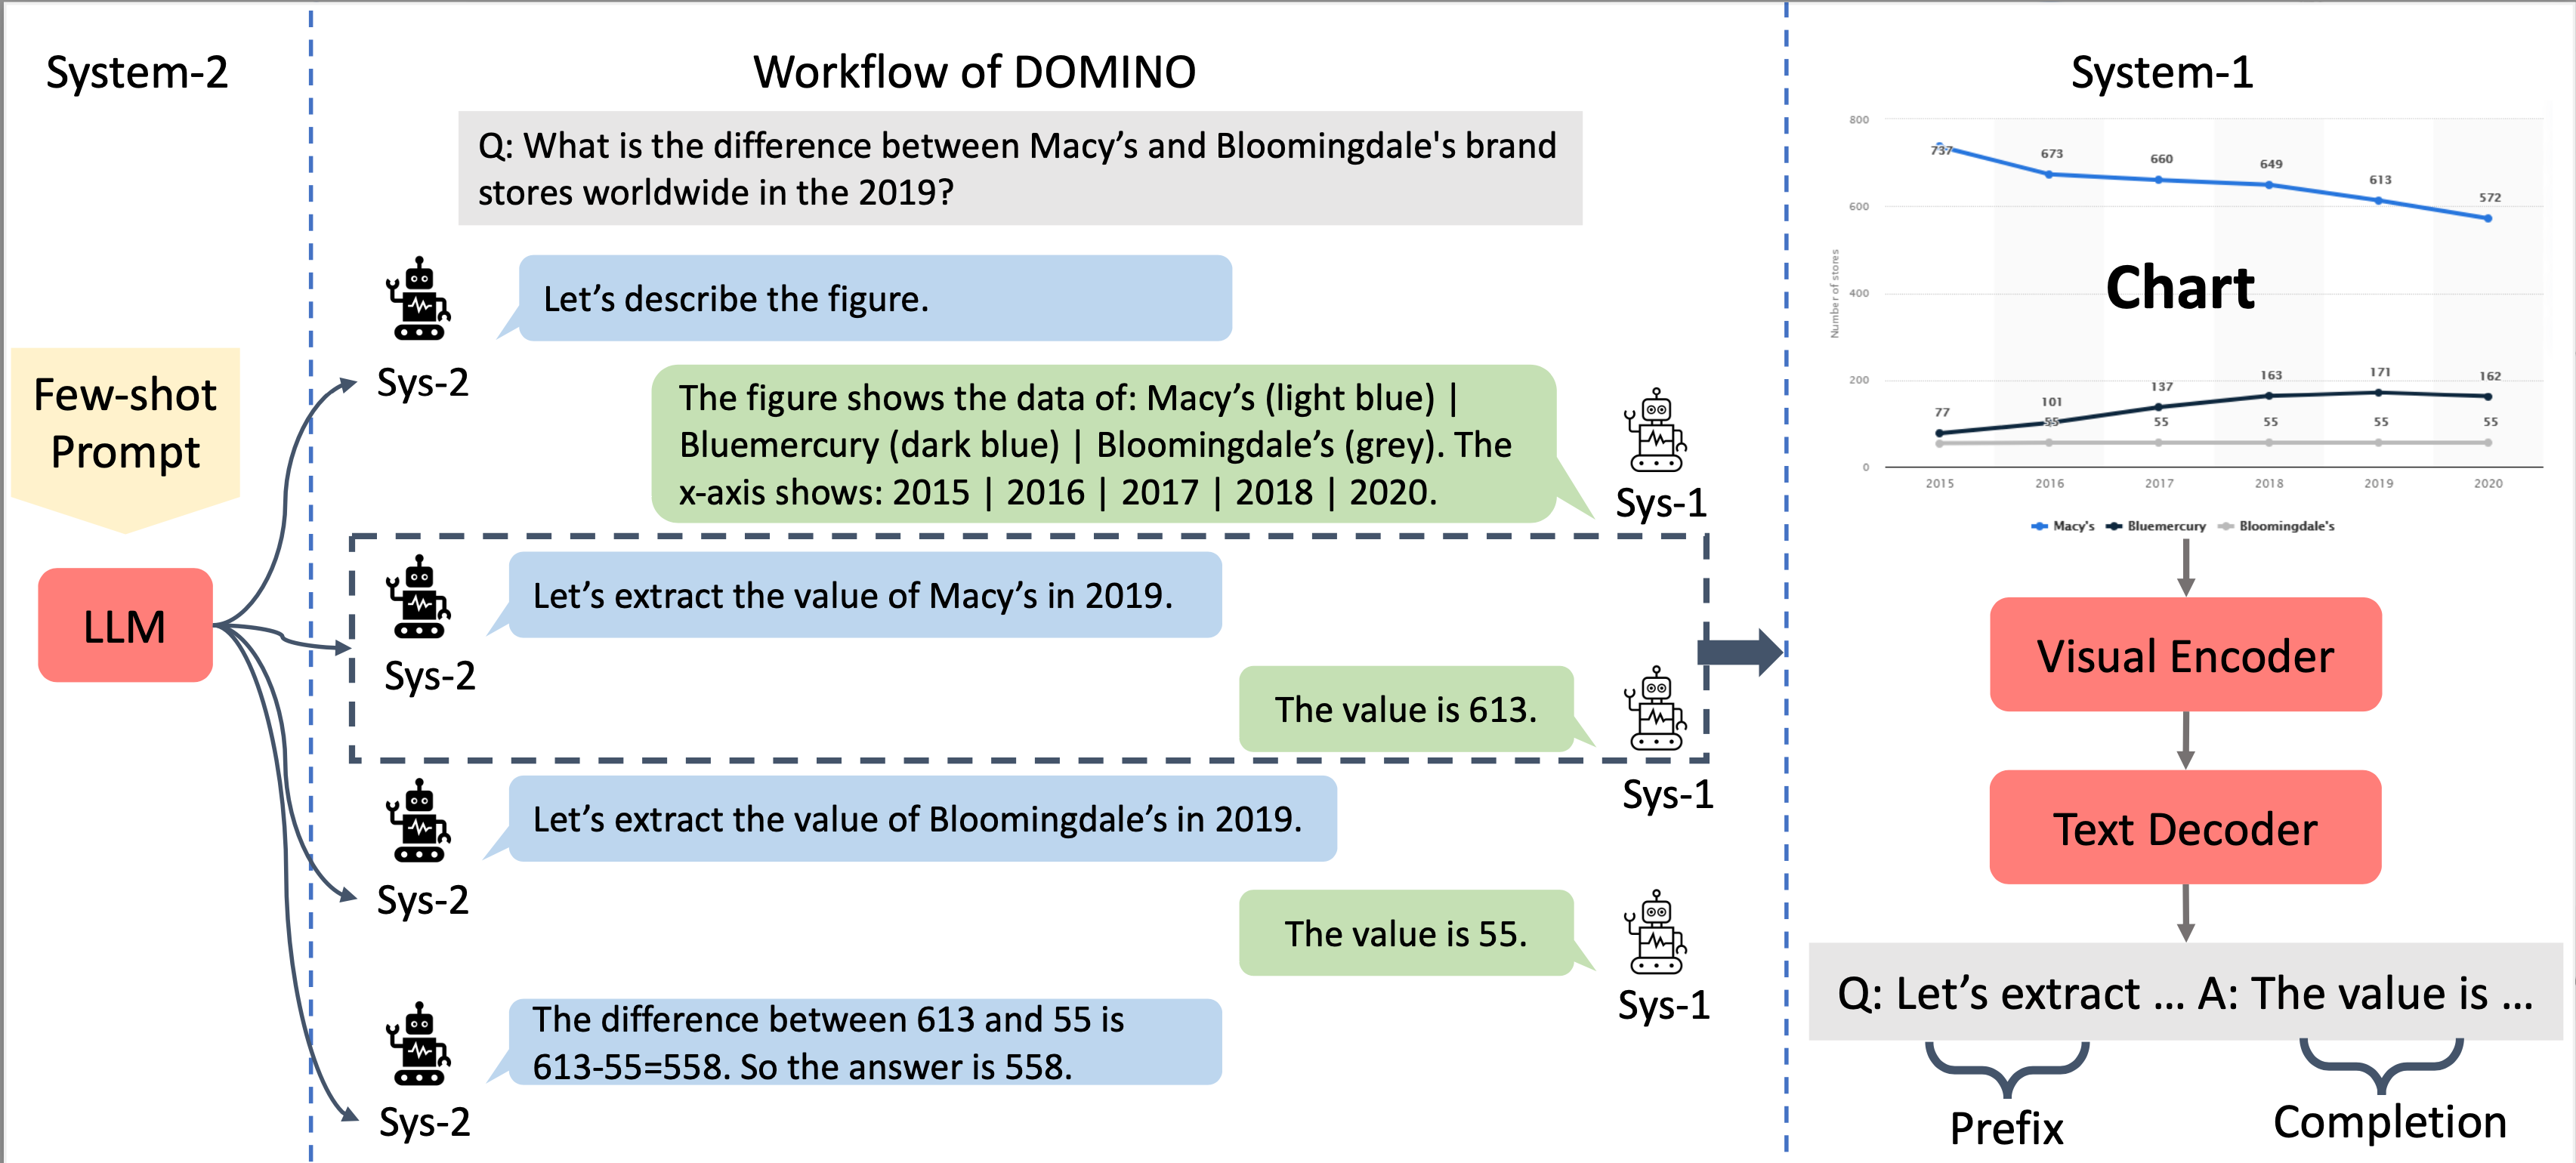 System-2
Few-shot
Prompt
LLM
Workflow of DOMINO
Q: What is the difference between Macy’s and Bloomingdale's brand
stores worldwide in the 2019?
Let’s describe the figure.
Sys-2
The figure shows the data of: Macy’s (light blue) |
Bluemercury (dark blue) | Bloomingdale’s (grey). The
x-axis shows: 2015 | 2016 | 2017 | 2018 | 2020.
Sys-1
Let’s extract the value of Macy’s in 2019.
Sys-2
The value is 613.
Sys-1
Let’s extract the value of Bloomingdale’s in 2019.
Sys-2
The value is 55.
Sys-1
The difference between 613 and 55 is
613-55=558. So the answer is 558.
Sys-2
System-1
800
600
400
200
0
Number of stores
737
673
660
649
613
572
Chart
77
101
137
163
171
162
55
55
55
55
55
2015
2016
2017
2018
2019
2020
Macy's
Bluemercury
Bloomingdale's
Visual Encoder
Text Decoder
Q: Let’s extract ... A: The value is ...
Prefix
Completion